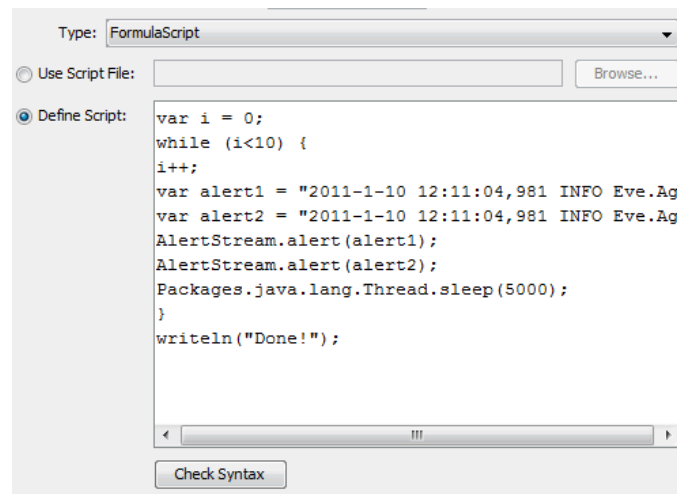 Type: FormulaScript
Use Script File: Browse...
Define Script:
var i = 0;
while (i<10) {
i++;
var alert1 = "2011-1-10 12:11:04,981 INFO Eve.Ag
var alert2 = "2011-1-10 12:11:04,981 INFO Eve.Ag
AlertStream.alert(alert1);
AlertStream.alert(alert2);
Packages.java.lang.Thread.sleep(5000);
}
writeln("Done!");
Check Syntax